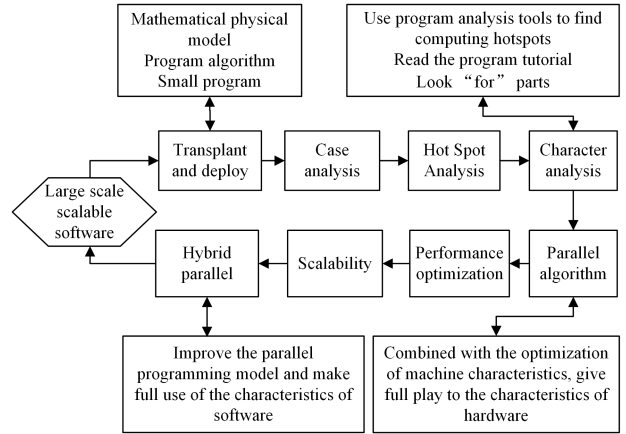 Mathematical physical
model
Program algorithm
Small program
Use program analysis tools to find
computing hotspots
Read the program tutorial
Look “for” parts
Transplant
and deploy
Case
analysis
Hot Spot
Analysis
Character
analysis
Large scale
scalable
software
Hybrid
parallel
Scalability
Performance
optimization
Parallel
algorithm
Improve the parallel
programming model and make
full use of the characteristics of
software
Combined with the optimization
of machine characteristics, give
full play to the characteristics of
hardware